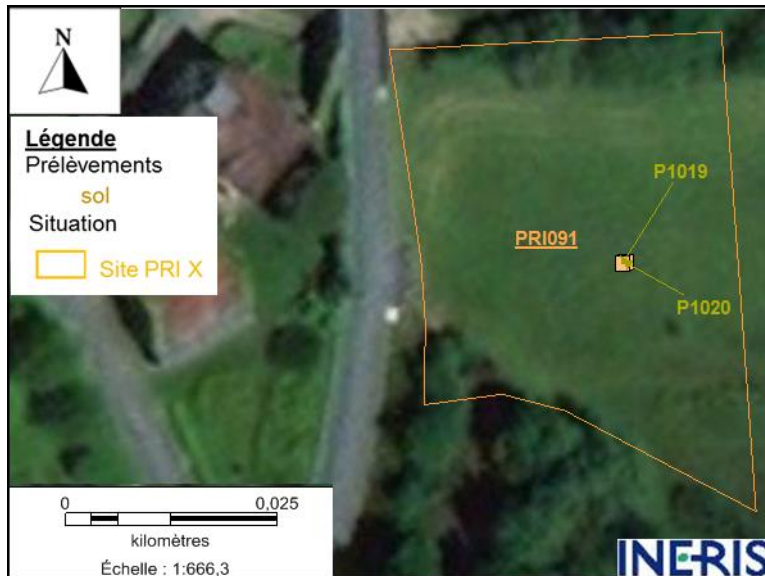 N
Légende
Prélèvements
sol
Situation
Site PRI X
P1019
PRI091
P1020
0 0,025
kilomètres
Échelle : 1:666,3
INERIS